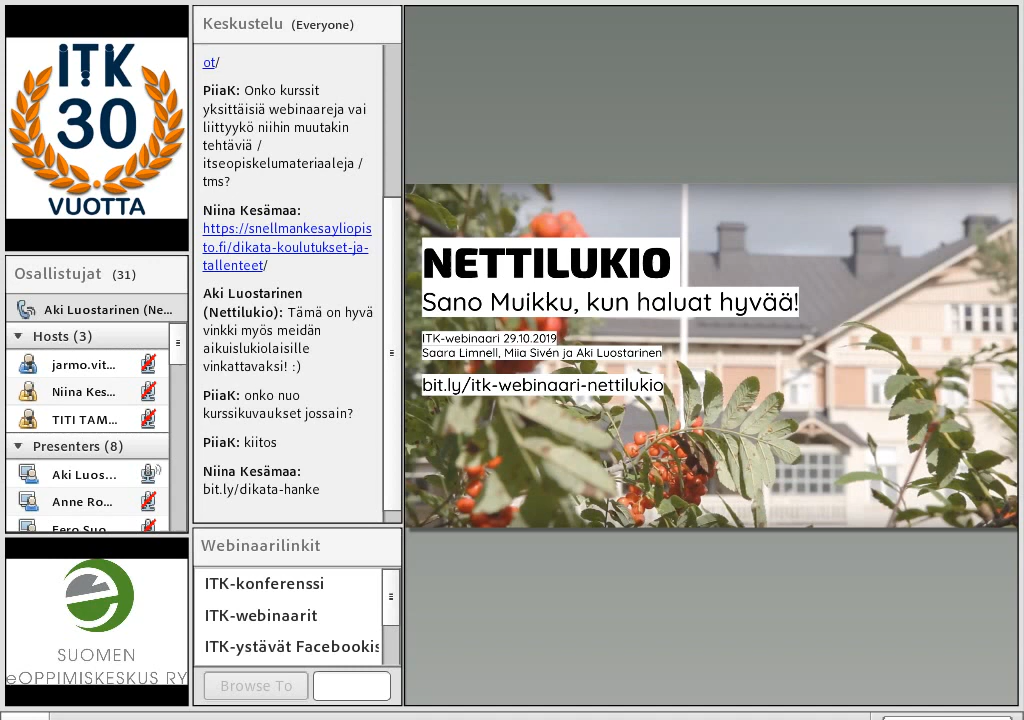 ITK
30
VUOTTA
Osallistujat (31)
Aki Luostarinen (Ne...
Hosts (3)
jarmo.vit...
Niina Kes...
TITI TAM...
Presenters (8)
Aki Luos...
Anne Ro...
Eero Suo
SUOMEN
eOPPIMISKESKUS RY
Keskustelu (Everyone)
ot/
PiiaK: Onko kurssit
yksittäisiä webinaareja vai
liittyykö niihin muutakin
tehtäviä /
itseopiskelumateriaaleja /
tms?
Niina Kesämaa:
https://snellmankesayliopis
to.fi/dikata-koulutukset-ja-
tallenteet/
Aki Luostarinen
(Nettilukio): Tämä on hyvä
vinkki myös meidän
aikuislukiolaisille
vinkattavaksi! :)
PiiaK: onko nuo
kurssikuvaukset jossain?
PiiaK: kiitos
Niina Kesämaa:
bit.ly/dikata-hanke
Webinaarilinkit
ITK-konferenssi
ITK-webinaarit
ITK-ystävät Facebookis
Browse To
NETTILUKIO
Sano Muikku, kun haluat hyvää!
ITK-webinaari 29.10.2019
Saara Limnell, Miia Sivén ja Aki Luostarinen
bit.ly/itk-webinaari-nettilukio